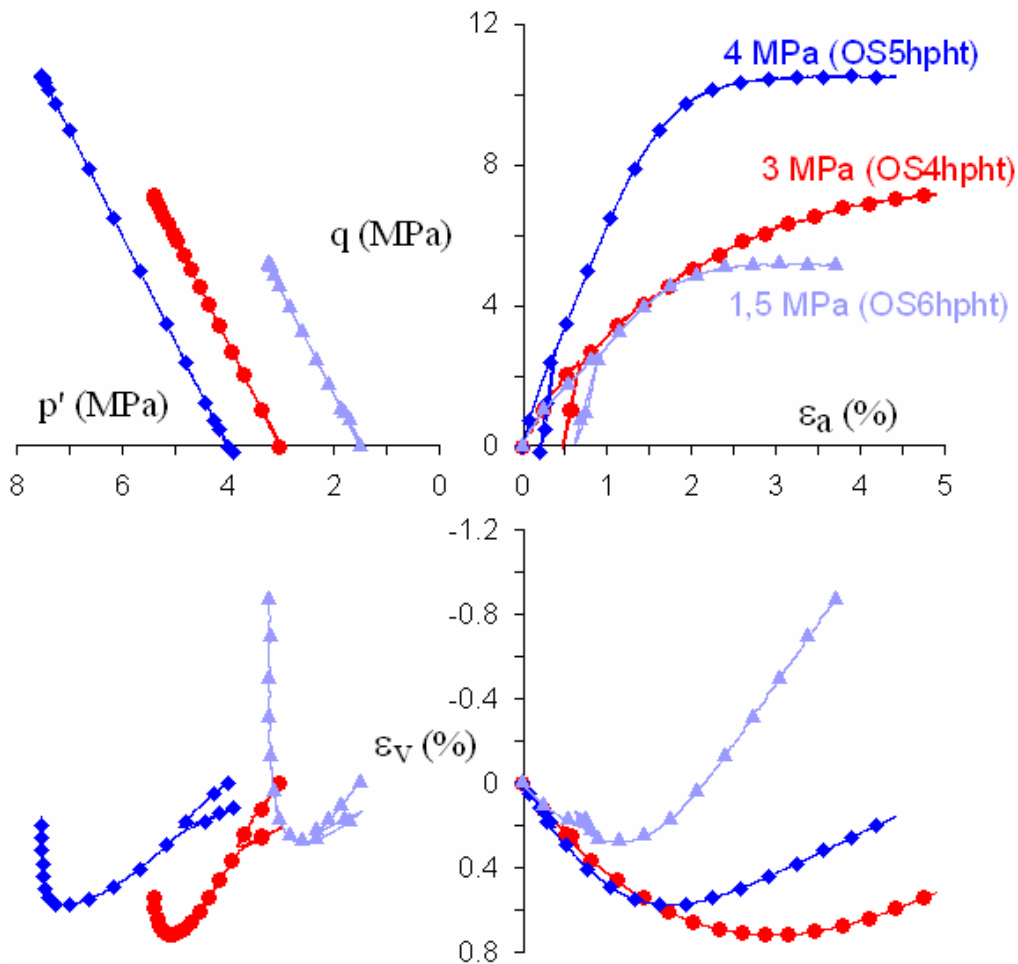 12
4 MPa (OS5hpht)
8
3 MPa (OS4hpht)
q (MPa)
1,5 MPa (OS6hpht)
4
p' (MPa)
εa (%)
0
8 6 4 2 0
0 1 2 3 4 5
-1.2
-0.8
-0.4
εv (%)
0
0.4
0.8